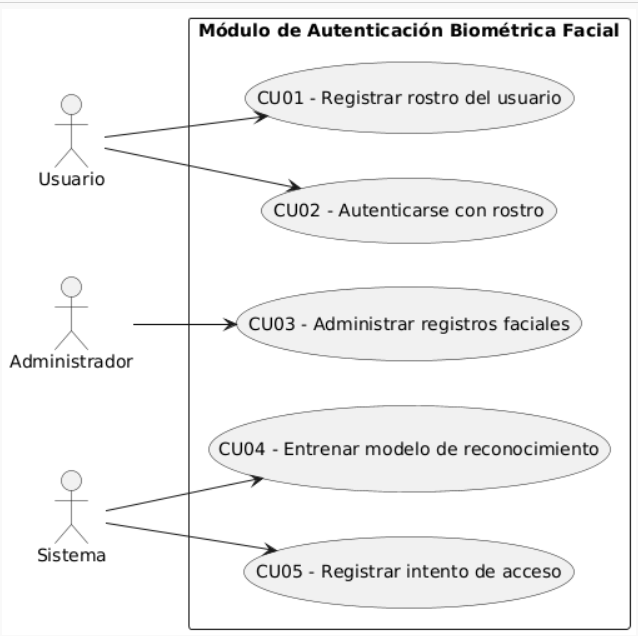 Módulo de Autenticación Biométrica Facial
CU01 - Registrar rostro del usuario
Usuario
CU02 - Autenticarse con rostro
CU03 - Administrar registros faciales
Administrador
CU04 - Entrenar modelo de reconocimiento
Sistema
CU05 - Registrar intento de acceso